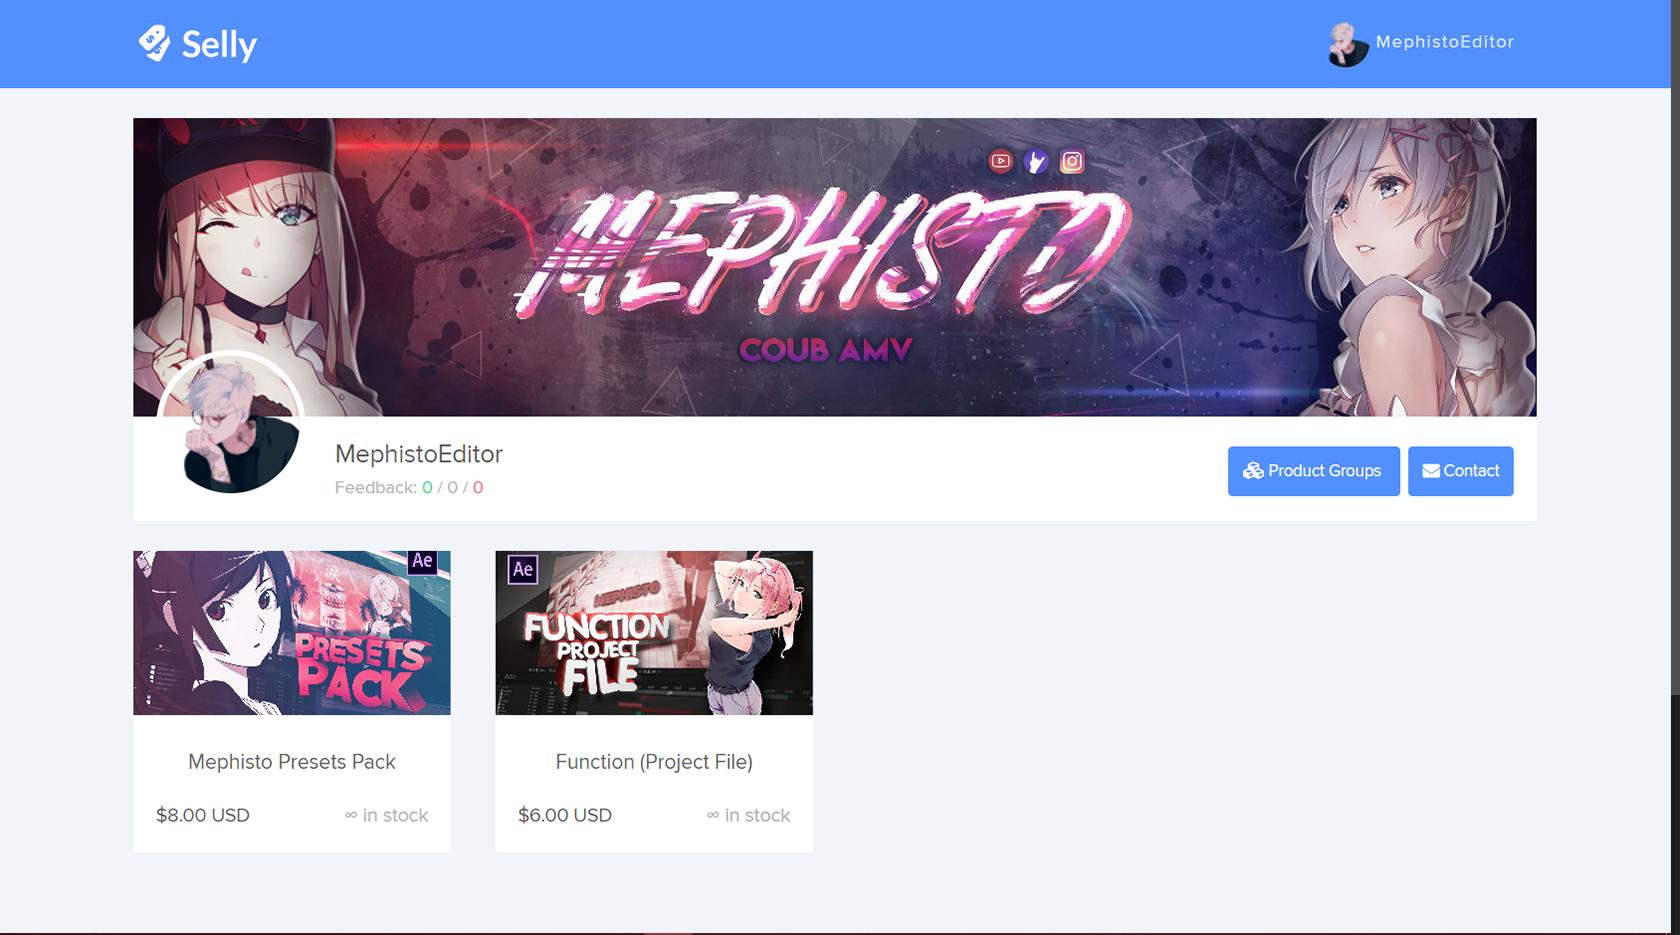 Selly
MephistoEditor
MEPHISTO
COUB AMV
MephistoEditor
Feedback: 0 / 0 / 0
Product Groups
Contact
Ae
涙
PRESETS
PACK
Mephisto Presets Pack
$8.00 USD
∞ in stock
Ae
MEPHISTO
FUNCTION
PROJECT
FILE
Function (Project File)
$6.00 USD
∞ in stock